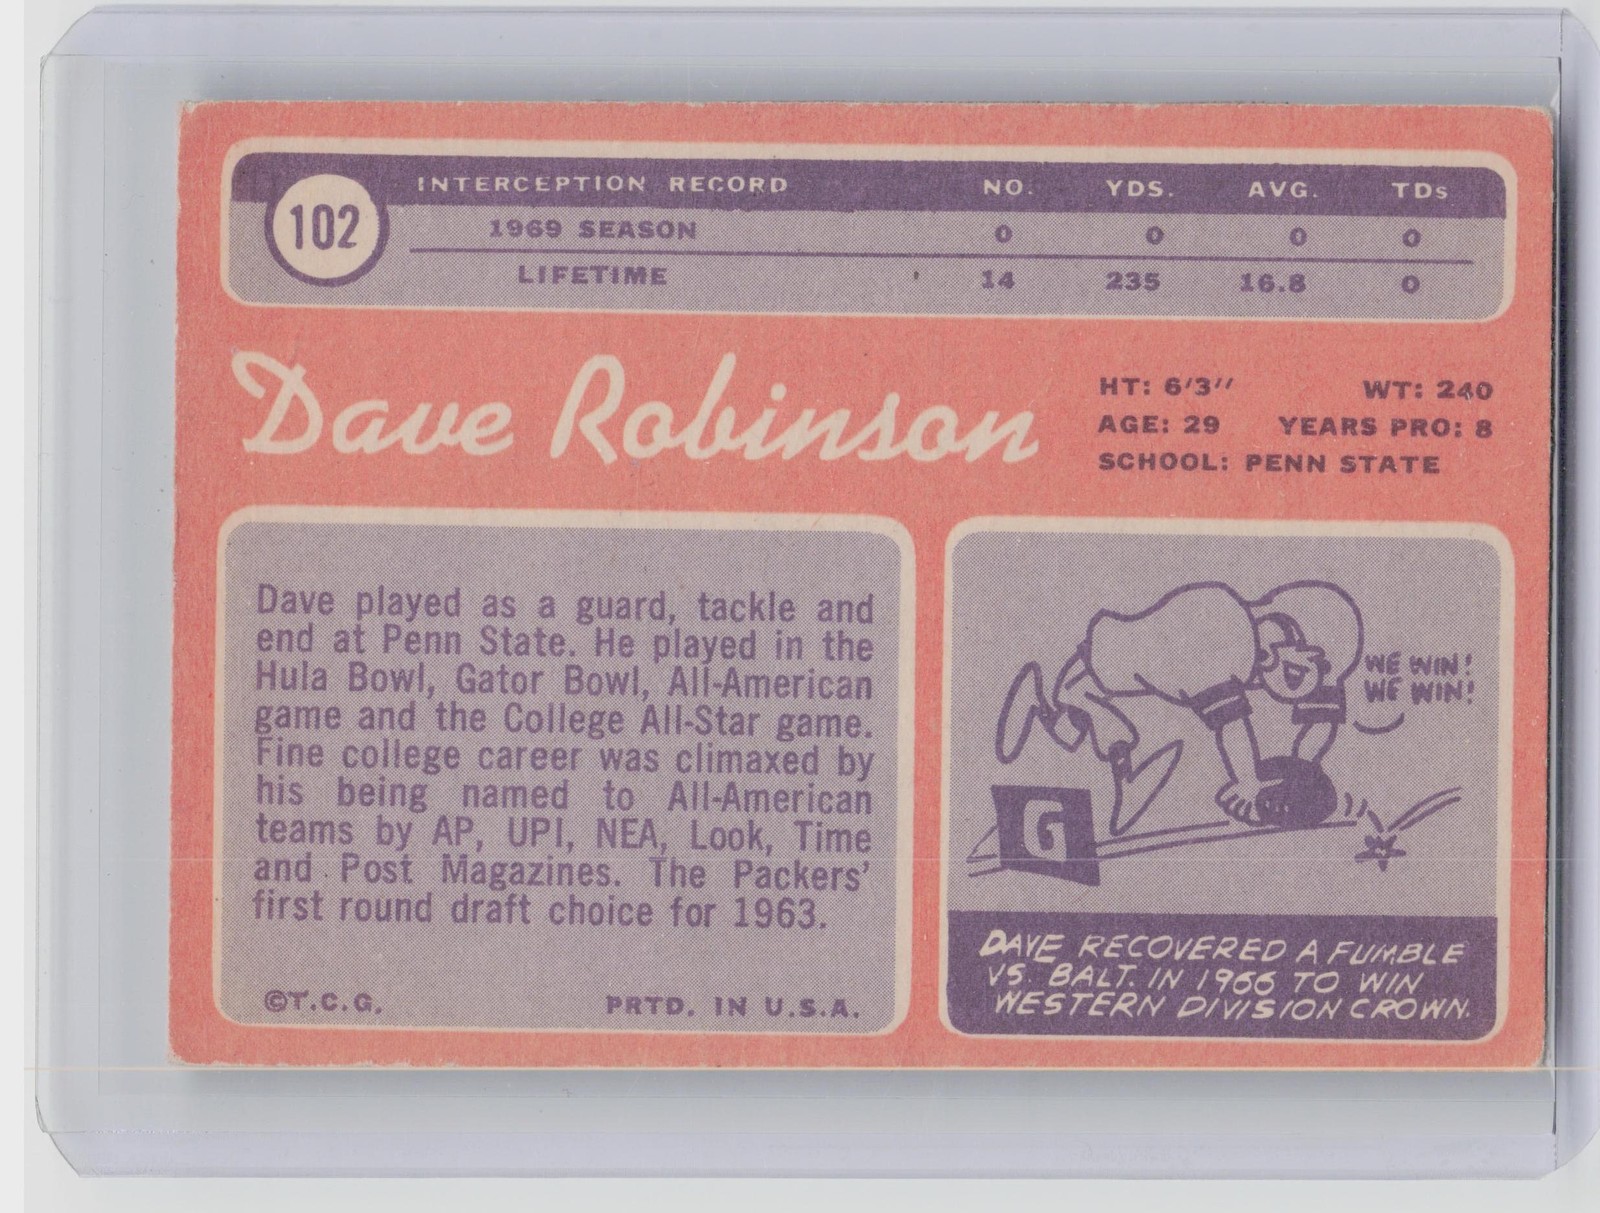 102
INTERCEPTION RECORD NO. YDS. AVG. TDs
1969 SEASON 0 0 0 0
LIFETIME 14 235 16.8 0
Dave Robinson
HT: 6'3'' WT: 240
AGE: 29 YEARS PRO: 8
SCHOOL: PENN STATE
Dave played as a guard, tackle and
end at Penn State. He played in the
Hula Bowl, Gator Bowl, All-American
game and the College All-Star game.
Fine college career was climaxed by
his being named to All-American
teams by AP, UPI, NEA, Look, Time
and Post Magazines. The Packers'
first round draft choice for 1963.
©T.C.G. PRTD. IN U.S.A.
WE WIN!
WE WIN!
G
DAVE RECOVERED A FUMBLE
VS. BALT. IN 1966 TO WIN
WESTERN DIVISION CROWN.